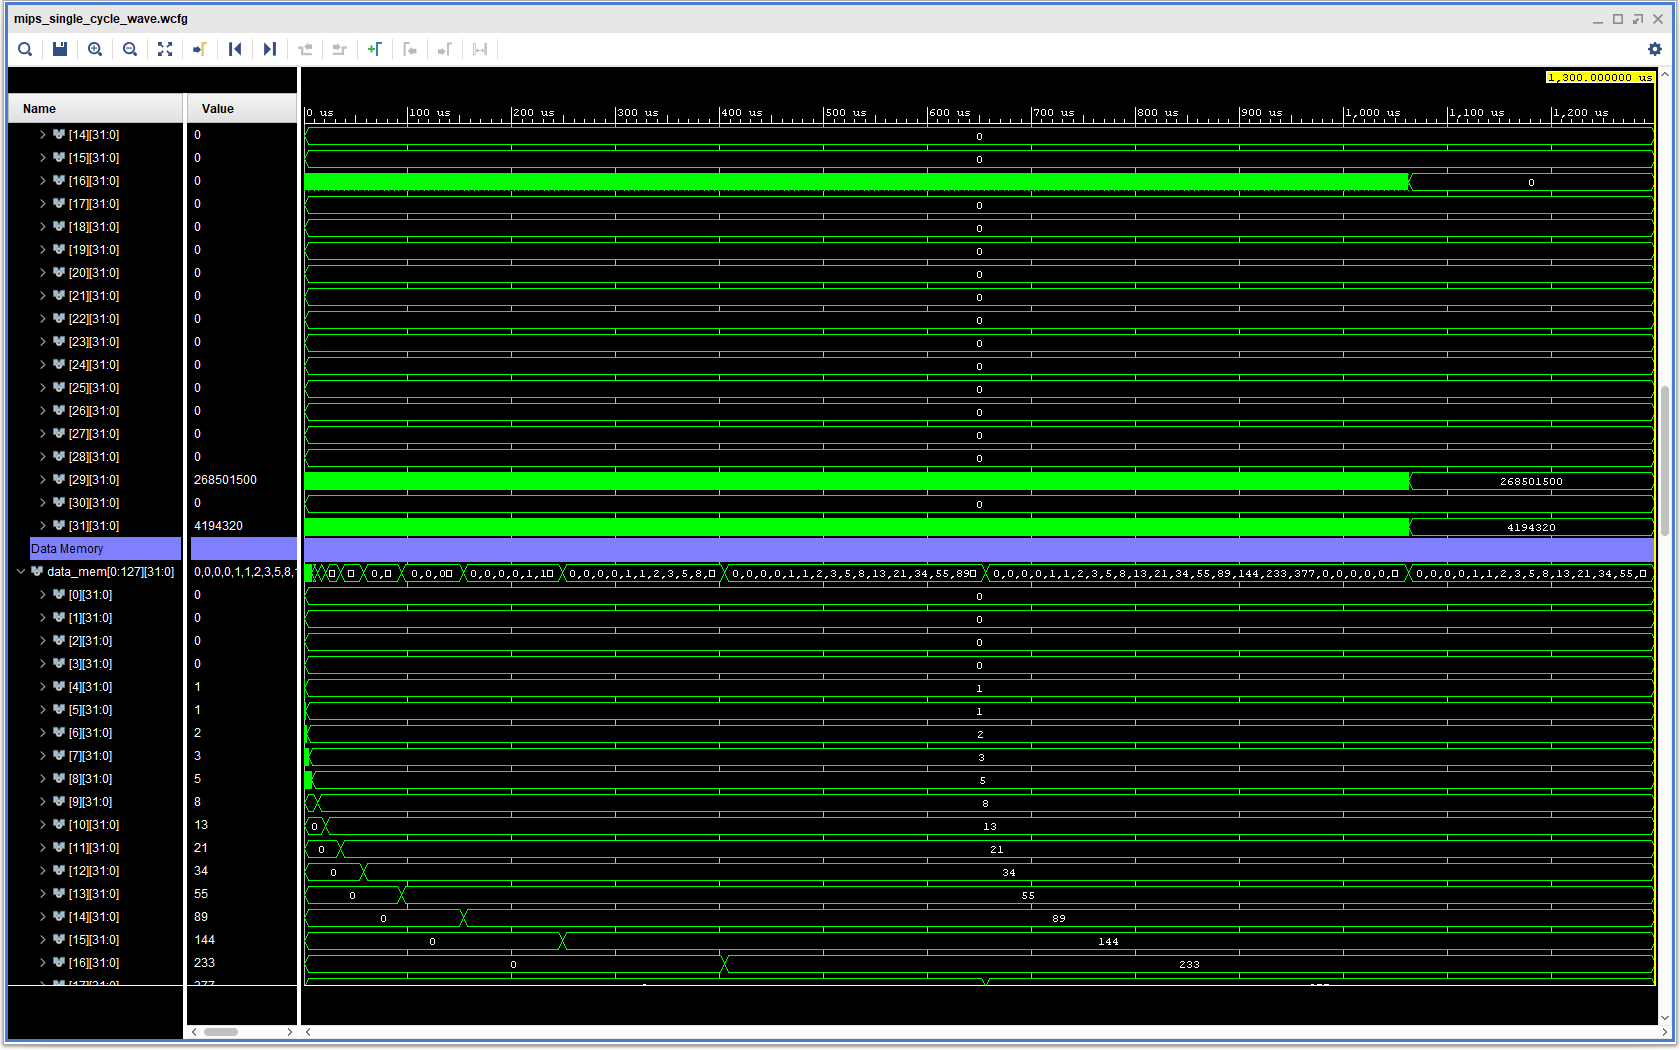 mips_single_cycle_wave.wcfg
1,300.000000 us
Name Value 0 us 100 us 200 us 300 us 400 us 500 us 600 us 700 us 800 us 900 us 1,000 us 1,100 us 1,200 us
[14][31:0] 0 0
[15][31:0] 0 0
[16][31:0] 0 0
[17][31:0] 0 0
[18][31:0] 0 0
[19][31:0] 0 0
[20][31:0] 0 0
[21][31:0] 0 0
[22][31:0] 0 0
[23][31:0] 0 0
[24][31:0] 0 0
[25][31:0] 0 0
[26][31:0] 0 0
[27][31:0] 0 0
[28][31:0] 0 0
[29][31:0] 268501500 268501500
[30][31:0] 0 0
[31][31:0] 4194320 4194320
Data Memory
data_mem[0:127][31:0] 0,0,0,0,1,1,2,3,5,8, 0, 0,0,0 0,0,0,0,1,1 0,0,0,0,1,1,2,3,5,8, 0,0,0,0,1,1,2,3,5,8,13,21,34,55,89 0,0,0,0,1,1,2,3,5,8,13,21,34,55,89,144,233,377,0,0,0,0,0, 0,0,0,0,1,1,2,3,5,8,13,21,34,55,
[0][31:0] 0 0
[1][31:0] 0 0
[2][31:0] 0 0
[3][31:0] 0 0
[4][31:0] 1 1
[5][31:0] 1 1
[6][31:0] 2 2
[7][31:0] 3 3
[8][31:0] 5 5
[9][31:0] 8 8
[10][31:0] 13 0 13
[11][31:0] 21 0 21
[12][31:0] 34 0 34
[13][31:0] 55 0 55
[14][31:0] 89 0 89
[15][31:0] 144 0 144
[16][31:0] 233 0 233